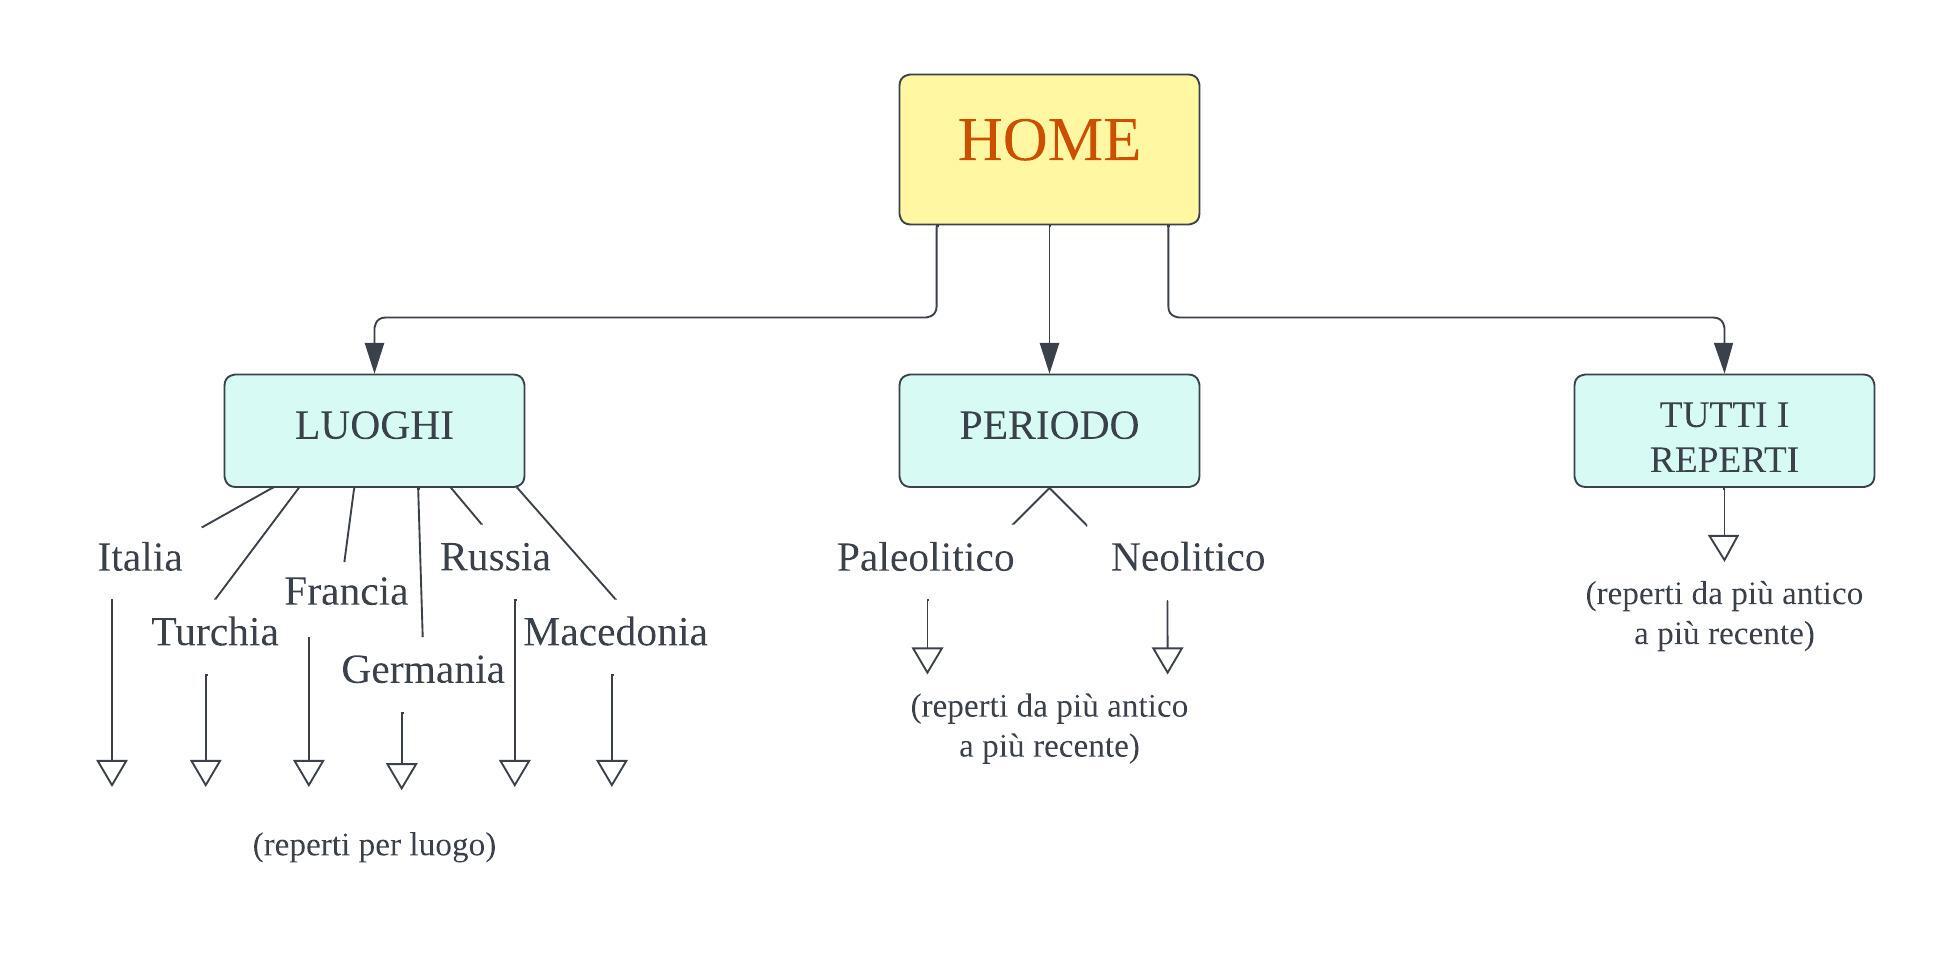 HOME
LUOGHI
PERIODO
TUTTI I
REPERTI
Italia
Turchia
Francia
Germania
Russia
Macedonia
(reperti per luogo)
Paleolitico
Neolitico
(reperti da più antico
a più recente)
(reperti da più antico
a più recente)